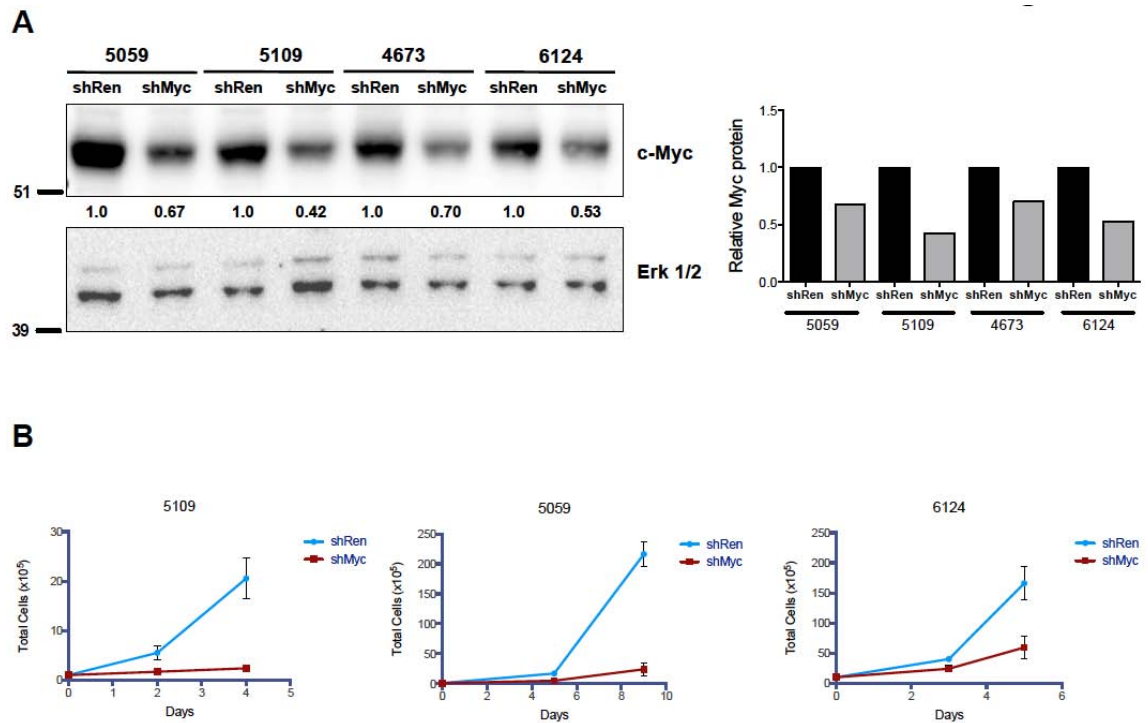 A
5059 5109 4673 6124
shRen shMyc shRen shMyc shRen shMyc shRen shMyc
c-Myc
51
1.0 0.67 1.0 0.42 1.0 0.70 1.0 0.53
Erk 1/2
39
Relative Myc protein
1.5
1.0
0.5
0.0
shRen shMyc shRen shMyc shRen shMyc shRen shMyc
5059 5109 4673 6124
B
5109
Total Cells (x10⁵)
30
20
10
0
0 1 2 3 4 5
Days
shRen
shMyc
5059
Total Cells (x10⁵)
250
200
150
100
50
0
0 2 4 6 8 10
Days
shRen
shMyc
6124
Total Cells (x10⁵)
250
200
150
100
50
0
0 2 4 6
Days
shRen
shMyc